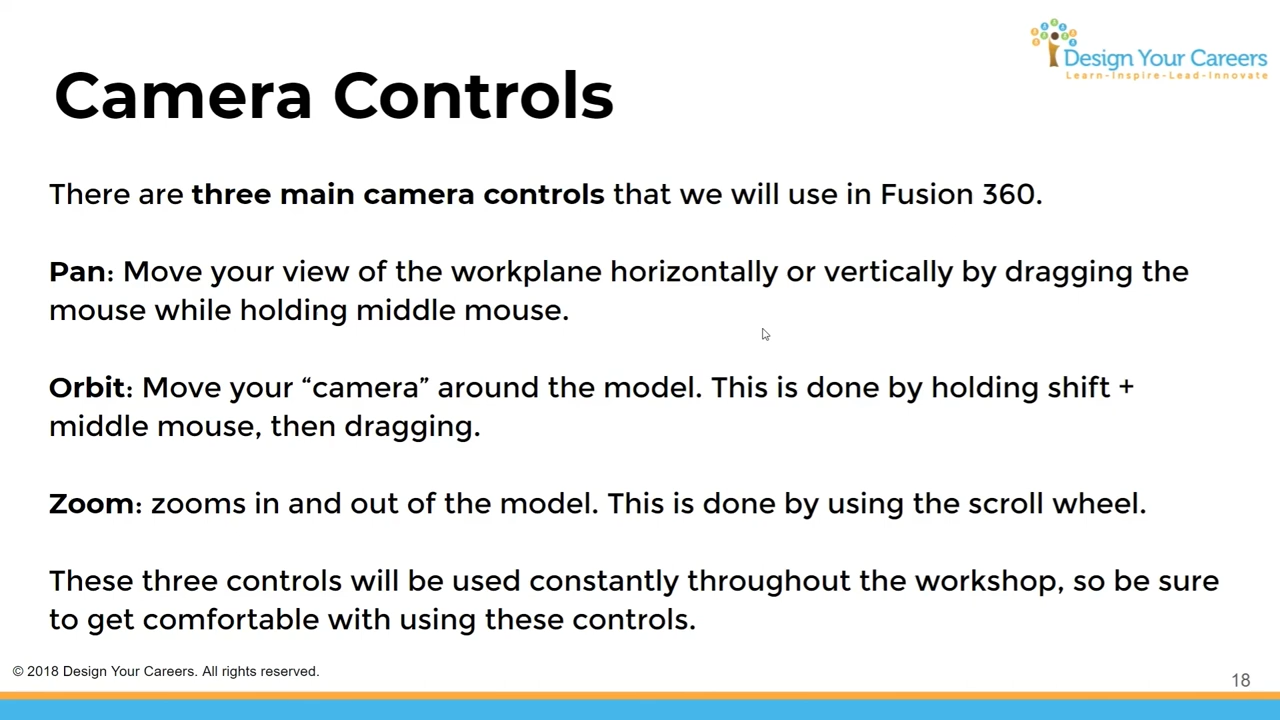 Design Your Careers
Learn-Inspire-Lead-Innovate
Camera Controls
There are three main camera controls that we will use in Fusion 360.
Pan: Move your view of the workplane horizontally or vertically by dragging the
mouse while holding middle mouse.
Orbit: Move your “camera” around the model. This is done by holding shift +
middle mouse, then dragging.
Zoom: zooms in and out of the model. This is done by using the scroll wheel.
These three controls will be used constantly throughout the workshop, so be sure
to get comfortable with using these controls.
© 2018 Design Your Careers. All rights reserved.
18